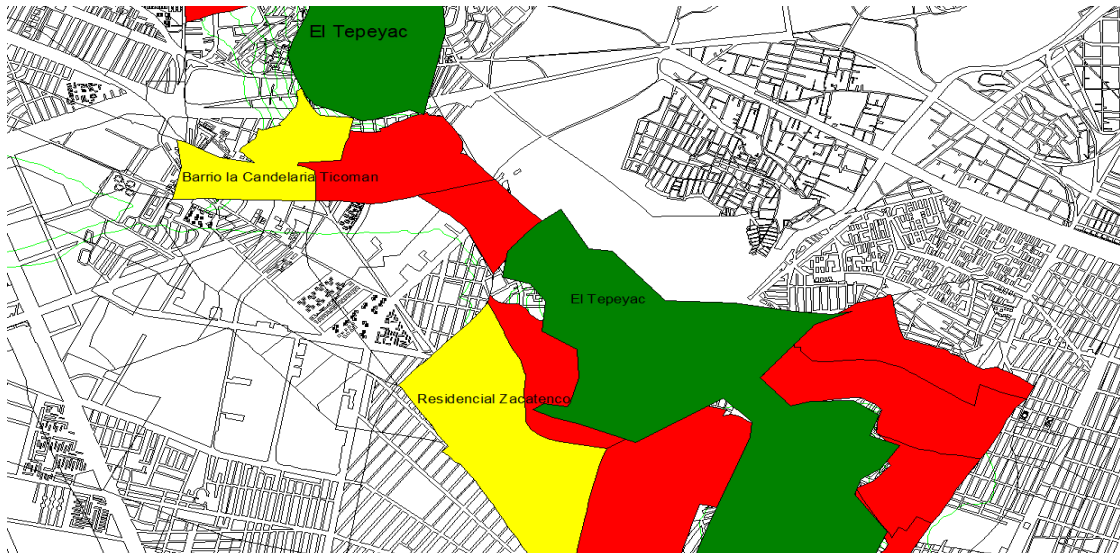 El Tepeyac
Barrio la Candelaria Ticoman
El Tepeyac
Residencial Zacatenco